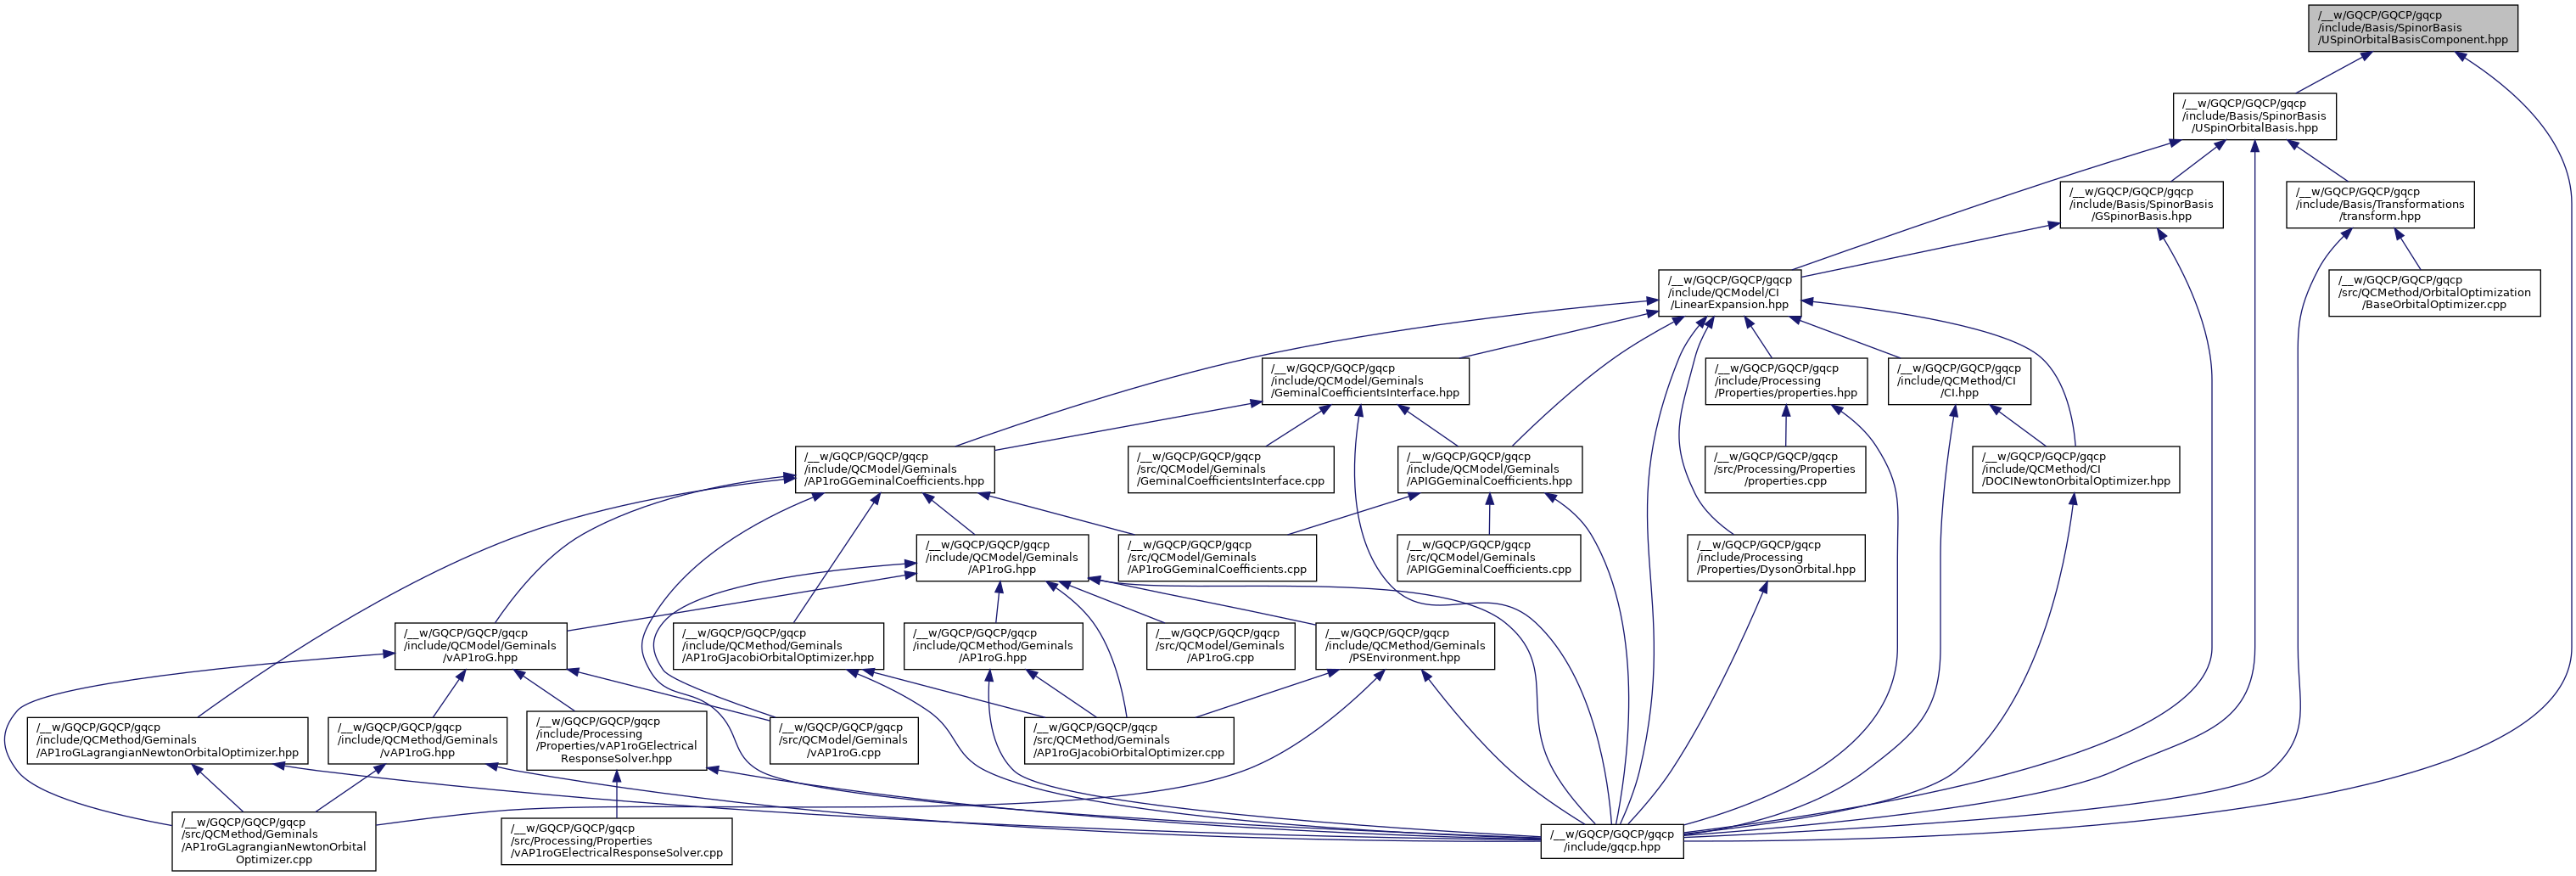 /__w/GQCP/GQCP/gqcp
/include/Basis/SpinorBasis
/USpinOrbitalBasisComponent.hpp
/__w/GQCP/GQCP/gqcp
/include/Basis/SpinorBasis
/USpinOrbitalBasis.hpp
/__w/GQCP/GQCP/gqcp
/include/Basis/SpinorBasis
/GSpinorBasis.hpp
/__w/GQCP/GQCP/gqcp
/include/Basis/Transformations
/transform.hpp
/__w/GQCP/GQCP/gqcp
/include/QCModel/CI
/LinearExpansion.hpp
/__w/GQCP/GQCP/gqcp
/src/QCMethod/OrbitalOptimization
/BaseOrbitalOptimizer.cpp
/__w/GQCP/GQCP/gqcp
/include/QCModel/Geminals
/GeminalCoefficientsInterface.hpp
/__w/GQCP/GQCP/gqcp
/include/Processing
/Properties/properties.hpp
/__w/GQCP/GQCP/gqcp
/include/QCMethod/CI
/CI.hpp
/__w/GQCP/GQCP/gqcp
/include/QCModel/Geminals
/AP1roGGeminalCoefficients.hpp
/__w/GQCP/GQCP/gqcp
/src/QCModel/Geminals
/GeminalCoefficientsInterface.cpp
/__w/GQCP/GQCP/gqcp
/include/QCModel/Geminals
/APIGGeminalCoefficients.hpp
/__w/GQCP/GQCP/gqcp
/src/Processing/Properties
/properties.cpp
/__w/GQCP/GQCP/gqcp
/include/QCMethod/CI
/DOCINewtonOrbitalOptimizer.hpp
/__w/GQCP/GQCP/gqcp
/include/QCModel/Geminals
/AP1roG.hpp
/__w/GQCP/GQCP/gqcp
/src/QCModel/Geminals
/AP1roGGeminalCoefficients.cpp
/__w/GQCP/GQCP/gqcp
/src/QCModel/Geminals
/APIGGeminalCoefficients.cpp
/__w/GQCP/GQCP/gqcp
/include/Processing
/Properties/DysonOrbital.hpp
/__w/GQCP/GQCP/gqcp
/include/QCModel/Geminals
/vAP1roG.hpp
/__w/GQCP/GQCP/gqcp
/include/QCMethod/Geminals
/AP1roGJacobiOrbitalOptimizer.hpp
/__w/GQCP/GQCP/gqcp
/include/QCMethod/Geminals
/AP1roG.hpp
/__w/GQCP/GQCP/gqcp
/src/QCModel/Geminals
/AP1roG.cpp
/__w/GQCP/GQCP/gqcp
/include/QCMethod/Geminals
/PSEnvironment.hpp
/__w/GQCP/GQCP/gqcp
/include/QCMethod/Geminals
/AP1roGLagrangianNewtonOrbitalOptimizer.hpp
/__w/GQCP/GQCP/gqcp
/include/QCMethod/Geminals
/vAP1roG.hpp
/__w/GQCP/GQCP/gqcp
/include/Processing
/Properties/vAP1roGElectrical
ResponseSolver.hpp
/__w/GQCP/GQCP/gqcp
/src/QCModel/Geminals
/vAP1roG.cpp
/__w/GQCP/GQCP/gqcp
/src/QCMethod/Geminals
/AP1roGJacobiOrbitalOptimizer.cpp
/__w/GQCP/GQCP/gqcp
/src/QCMethod/Geminals
/AP1roGLagrangianNewtonOrbital
Optimizer.cpp
/__w/GQCP/GQCP/gqcp
/src/Processing/Properties
/vAP1roGElectricalResponseSolver.cpp
/__w/GQCP/GQCP/gqcp
/include/gqcp.hpp